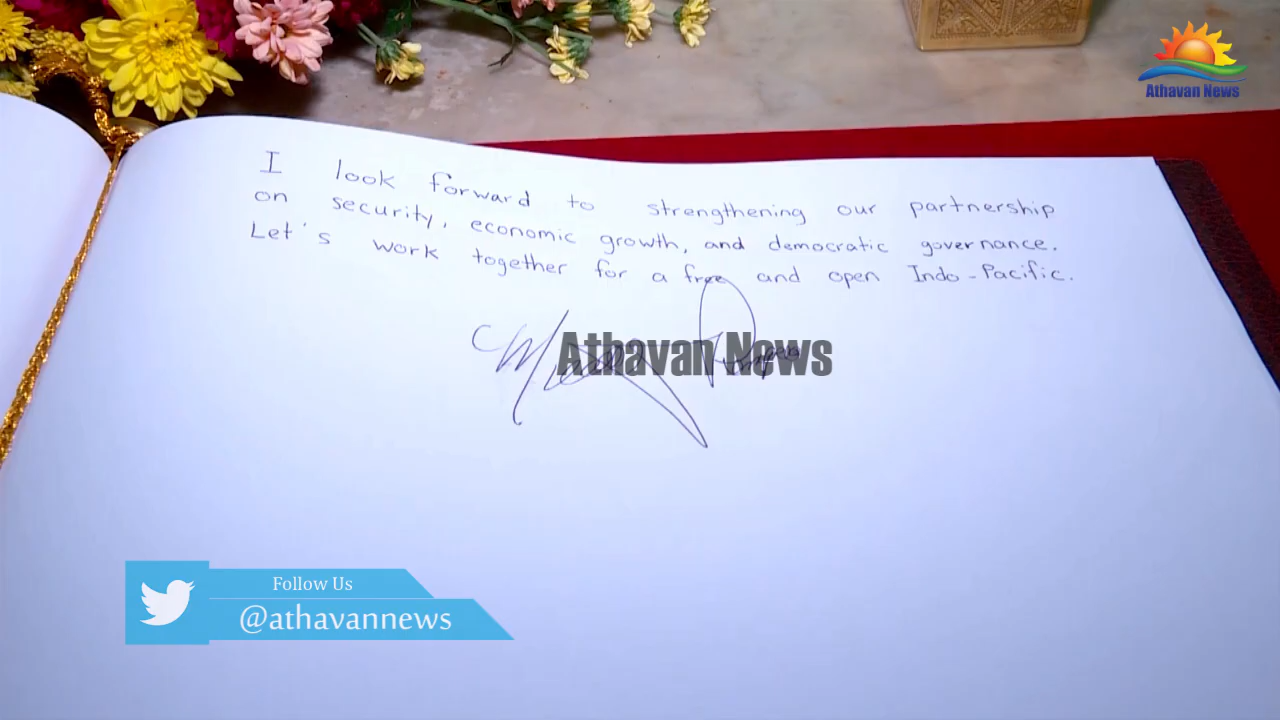 Athavan News
I look forward to strengthening our partnership
on security, economic growth, and democratic governance.
Let's work together for a free and open Indo-Pacific.
Athavan News
Follow Us
@athavannews